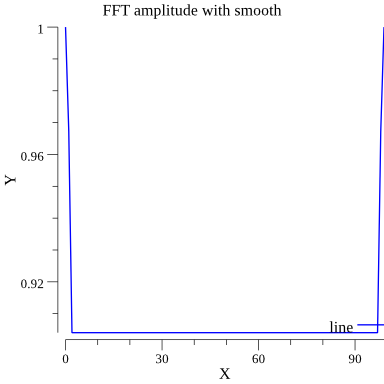 FFT amplitude with smooth
1
0.96
0.92
Y
line
0
30
60
90
X